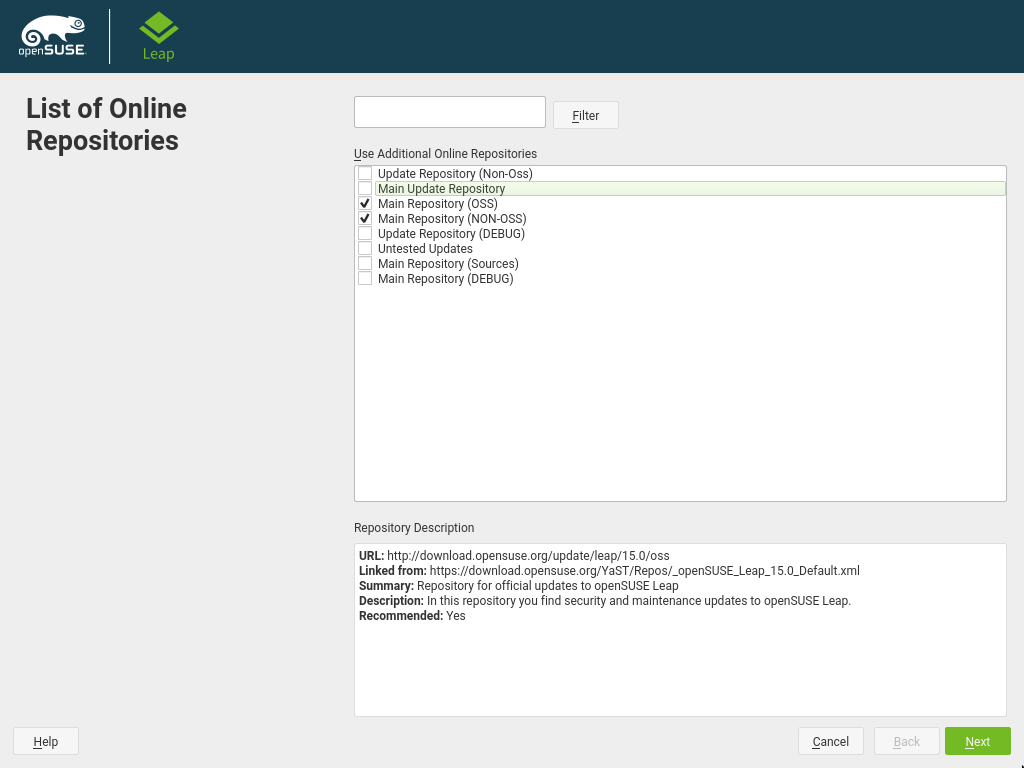 openSUSE
Leap
List of Online
Repositories
Filter
Use Additional Online Repositories
Update Repository (Non-Oss)
Main Update Repository
Main Repository (OSS)
Main Repository (NON-OSS)
Update Repository (DEBUG)
Untested Updates
Main Repository (Sources)
Main Repository (DEBUG)
Repository Description
URL: http://download.opensuse.org/update/leap/15.0/oss
Linked from: https://download.opensuse.org/YaST/Repos/_openSUSE_Leap_15.0_Default.xml
Summary: Repository for official updates to openSUSE Leap
Description: In this repository you find security and maintenance updates to openSUSE Leap.
Recommended: Yes
Help
Cancel
Back
Next